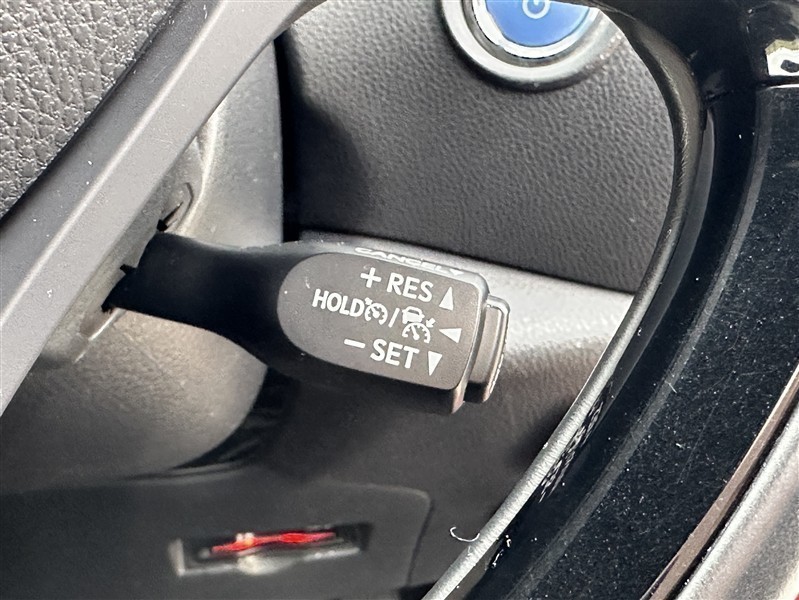 CANCEL
+ RES
HOLD /
− SET